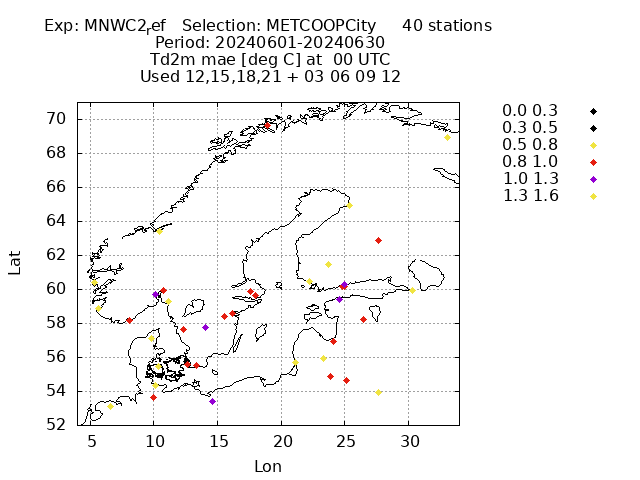 Exp: MNWC2ref   Selection: METCOOPCity     40 stations
Period: 20240601-20240630
Td2m mae [deg C] at  00 UTC
Used 12,15,18,21 + 03 06 09 12
0.0 0.3
0.3 0.5
0.5 0.8
0.8 1.0
1.0 1.3
1.3 1.6
70
68
66
64
62
60
58
56
54
52
Lat
5 10 15 20 25 30
Lon